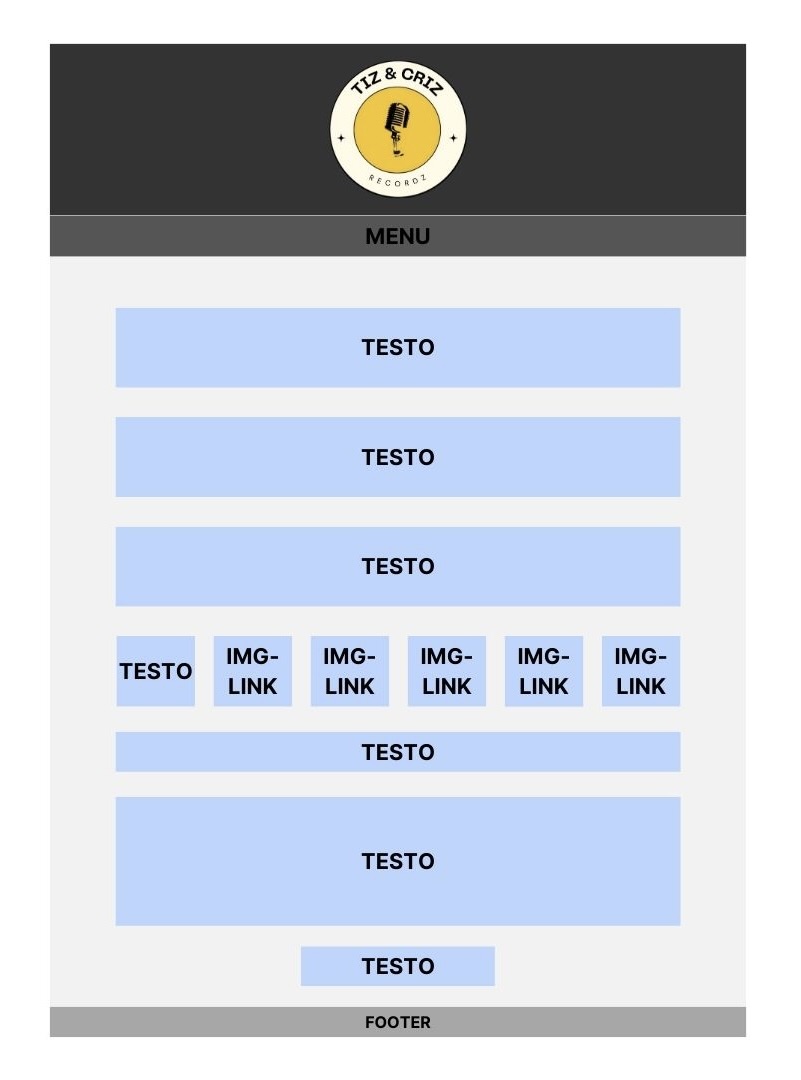 TIZ & CRIZ
RECORDZ
MENU
TESTO
TESTO
TESTO
TESTO
IMG-
LINK
IMG-
LINK
IMG-
LINK
IMG-
LINK
IMG-
LINK
TESTO
TESTO
TESTO
FOOTER